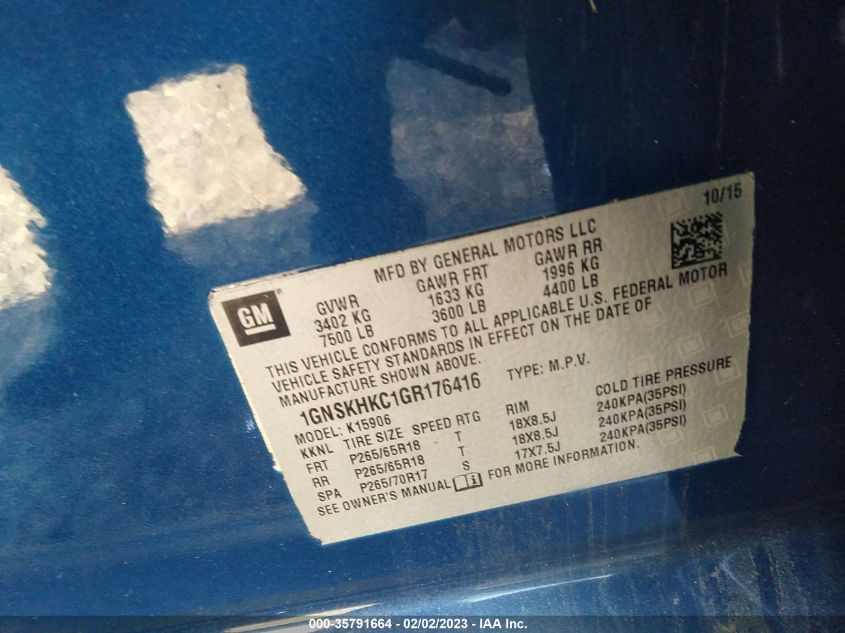 10/15
MFD BY GENERAL MOTORS LLC
GM
GVWR GAWR FRT GAWR RR
3402 KG 1633 KG 1996 KG
7500 LB 3600 LB 4400 LB
THIS VEHICLE CONFORMS TO ALL APPLICABLE U.S. FEDERAL MOTOR
VEHICLE SAFETY STANDARDS IN EFFECT ON THE DATE OF
MANUFACTURE SHOWN ABOVE.
1GNSKHKC1GR176416 TYPE: M.P.V.
MODEL: K15906
KKNL TIRE SIZE SPEED RTG RIM COLD TIRE PRESSURE
FRT P265/65R18 T 18X8.5J 240KPA(35PSI)
RR P265/65R18 T 18X8.5J 240KPA(35PSI)
SPA P265/70R17 S 17X7.5J 240KPA(35PSI)
SEE OWNER'S MANUAL FOR MORE INFORMATION.
000-35791664 - 02/02/2023 - IAA Inc.